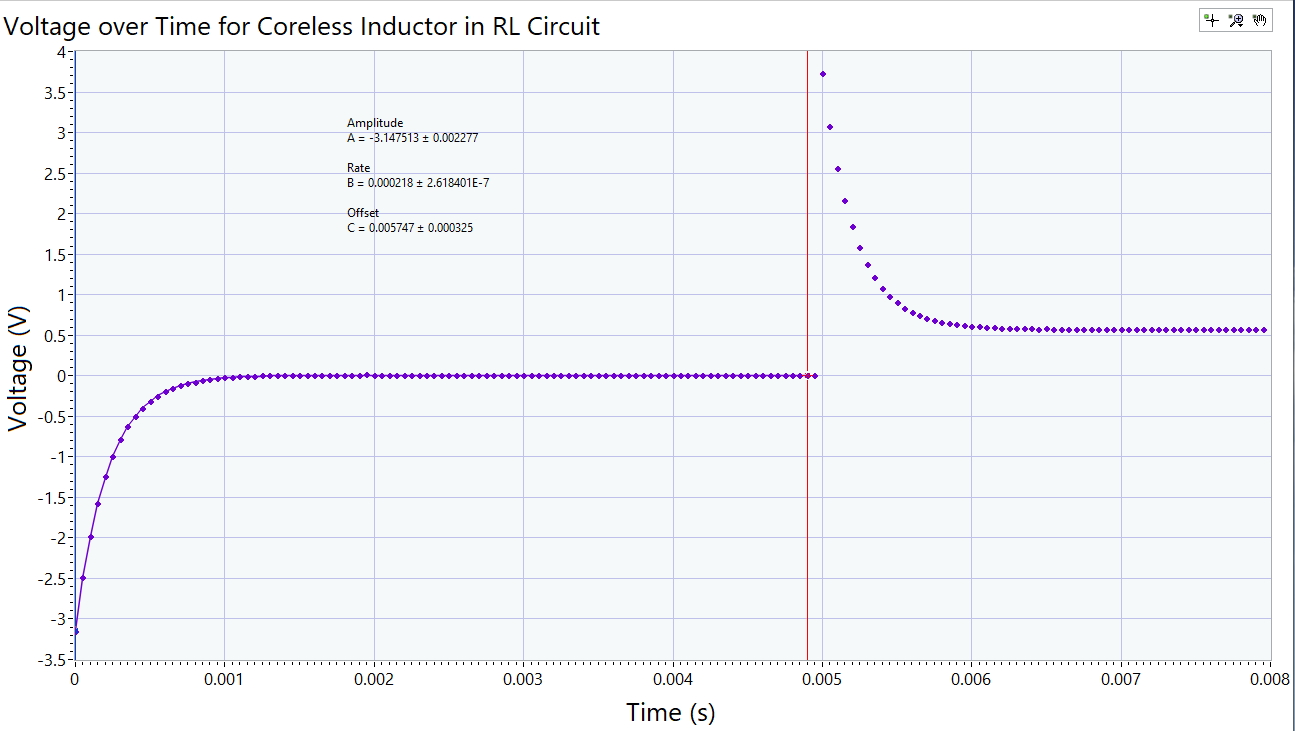 Voltage over Time for Coreless Inductor in RL Circuit
4
3.5
3
2.5
2
1.5
1
0.5
0
-0.5
-1
-1.5
-2
-2.5
-3
-3.5
Voltage (V)
Amplitude
A = -3.147513 ± 0.002277
Rate
B = 0.000218 ± 2.618401E-7
Offset
C = 0.005747 ± 0.000325
0 0.001 0.002 0.003 0.004 0.005 0.006 0.007 0.008
Time (s)